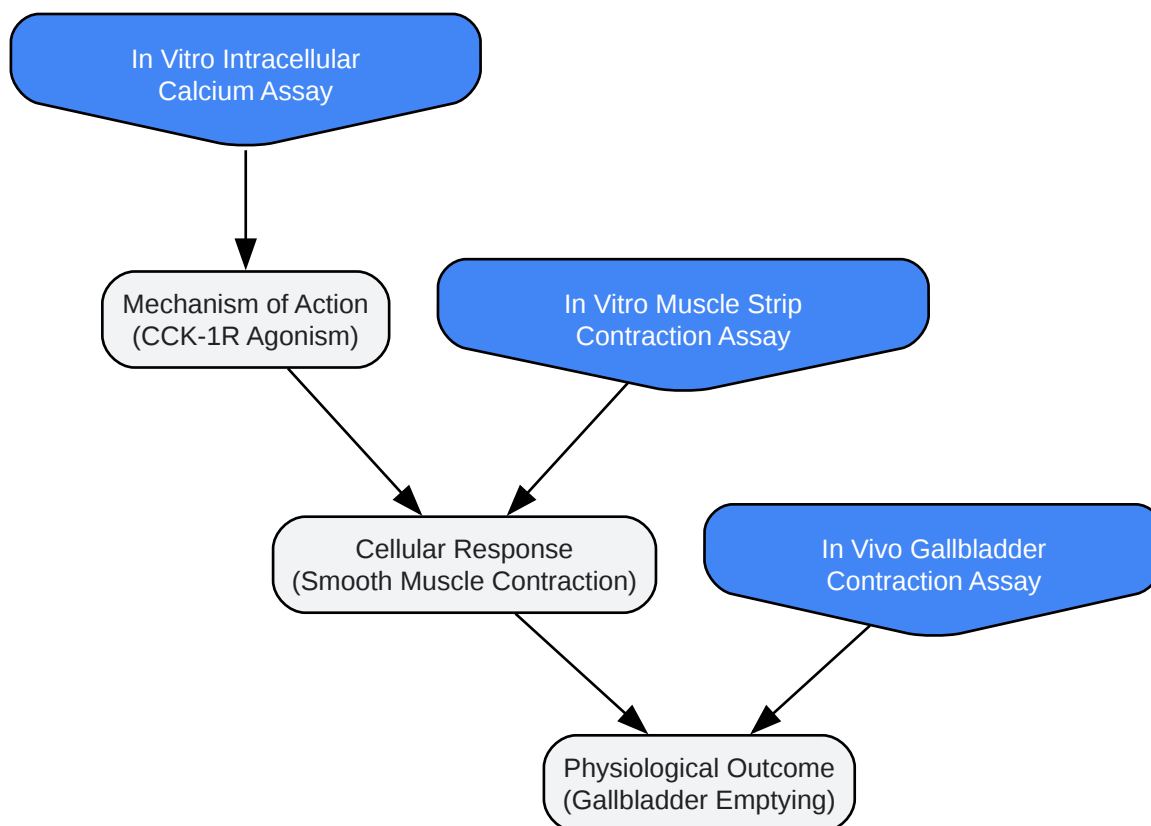 In Vitro Intracellular
Calcium Assay
Mechanism of Action
(CCK-1R Agonism)
In Vitro Muscle Strip
Contraction Assay
Cellular Response
(Smooth Muscle Contraction)
In Vivo Gallbladder
Contraction Assay
Physiological Outcome
(Gallbladder Emptying)